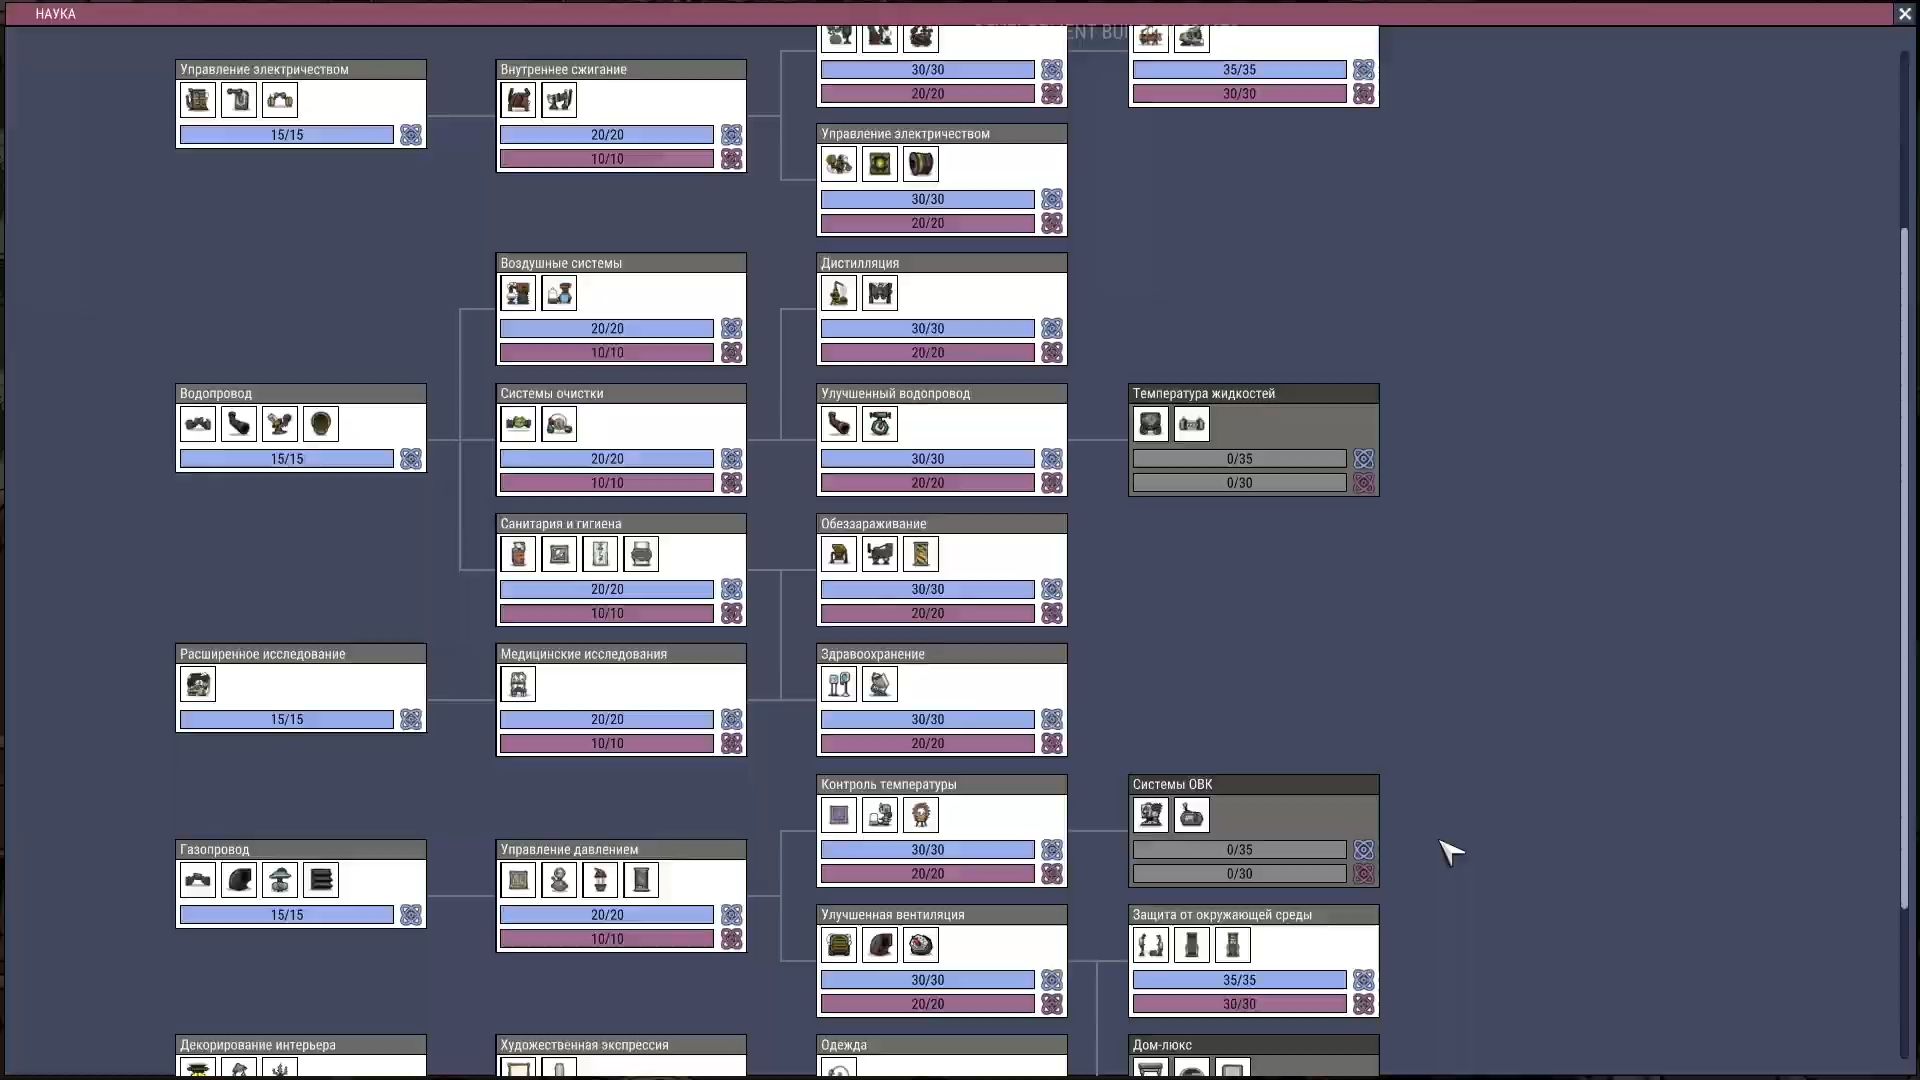 НАУКА
30/30
20/20
35/35
30/30
Управление электричеством
15/15
Внутреннее сжигание
20/20
10/10
Управление электричеством
30/30
20/20
Воздушные системы
20/20
10/10
Дистилляция
30/30
20/20
Водопровод
15/15
Системы очистки
20/20
10/10
Улучшенный водопровод
30/30
20/20
Температура жидкостей
0/35
0/30
Санитария и гигиена
20/20
10/10
Обеззараживание
30/30
20/20
Расширенное исследование
15/15
Медицинские исследования
20/20
10/10
Здравоохранение
30/30
20/20
Контроль температуры
30/30
20/20
Системы ОВК
0/35
0/30
Газопровод
15/15
Управление давлением
20/20
10/10
Улучшенная вентиляция
30/30
20/20
Защита от окружающей среды
35/35
30/30
Декорирование интерьера
Художественная экспрессия
Одежда
Дом-люкс